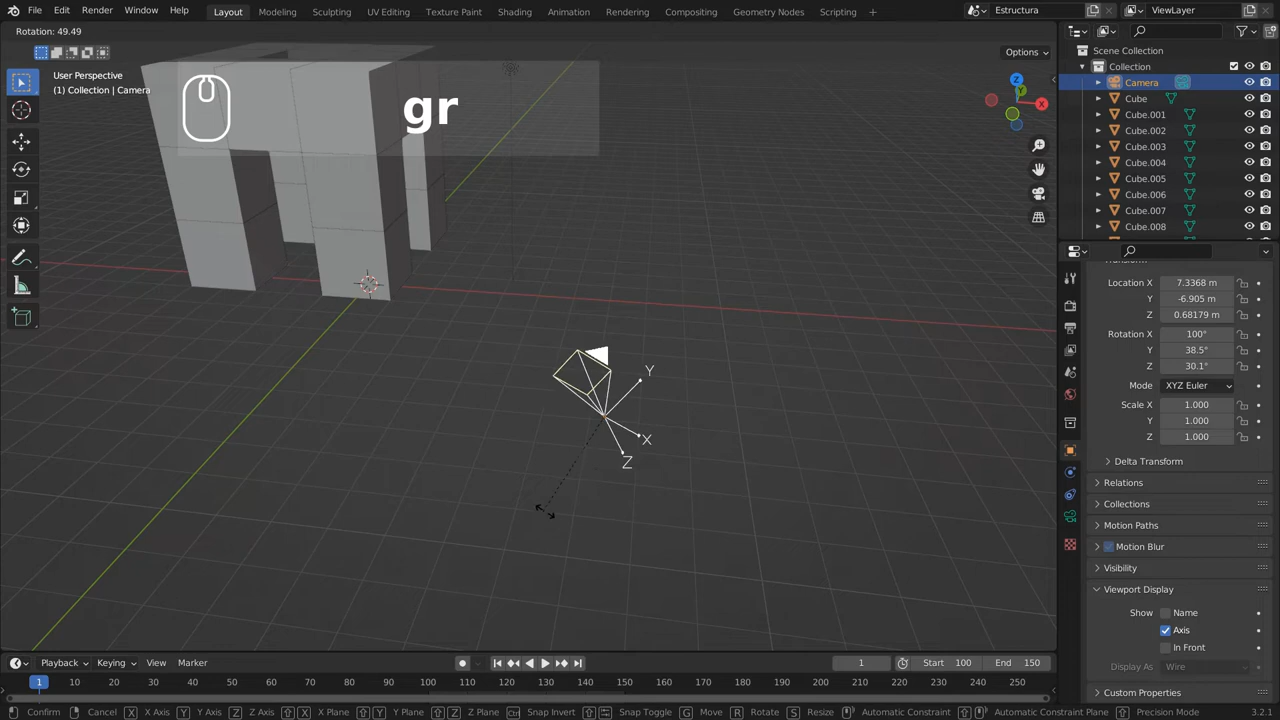 File Edit Render Window Help Layout Modeling Sculpting UV Editing Texture Paint Shading Animation Rendering Compositing Geometry Nodes Scripting + Estructura ViewLayer
Rotation: 49.49
Options
User Perspective
(1) Collection | Camera
gr
Y
X
Z
Z
Y
X
Scene Collection
Collection
Camera
Cube
Cube.001
Cube.002
Cube.003
Cube.004
Cube.005
Cube.006
Cube.007
Cube.008
Transform
Location X 7.3368 m
Y -6.905 m
Z 0.68179 m
Rotation X 100°
Y 38.5°
Z 30.1°
Mode XYZ Euler
Scale X 1.000
Y 1.000
Z 1.000
Delta Transform
Relations
Collections
Motion Paths
Motion Blur
Visibility
Viewport Display
Show Name
Axis
In Front
Display As Wire
Custom Properties
Playback Keying View Marker 1 Start 100 End 150
1 10 20 30 40 50 60 70 80 90 100 110 120 130 140 150 160 170 180 190 200 210 220 230 240 250
Confirm Cancel X X Axis Y Y Axis Z Z Axis X X Plane Y Y Plane Z Z Plane Ctrl Snap Invert Snap Toggle G Move R Rotate S Resize Automatic Constraint Automatic Constraint Plane Precision Mode 3.2.1